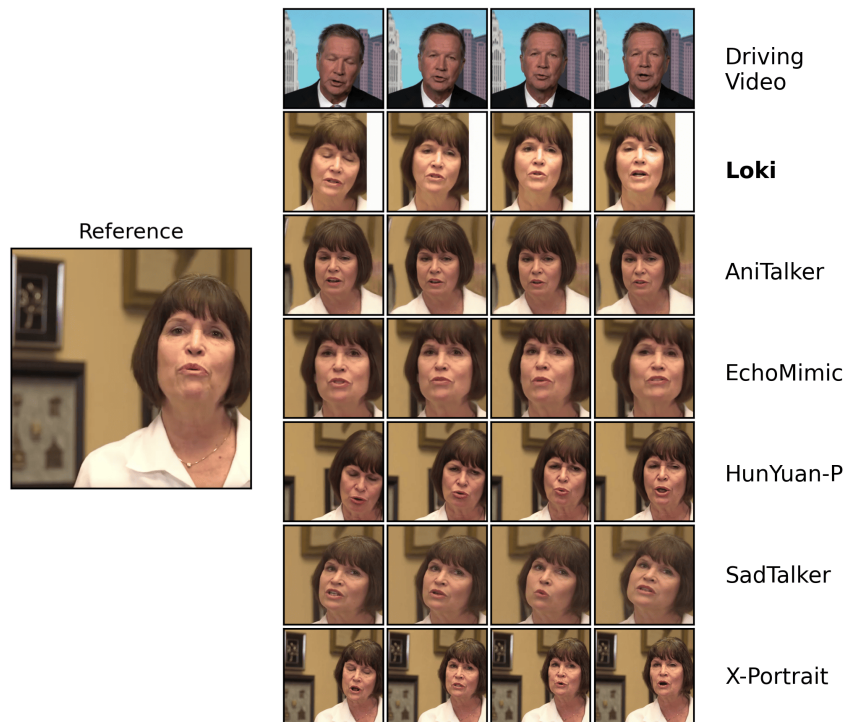 Driving
Video
Loki
Reference
AniTalker
EchoMimic
HunYuan-P
SadTalker
X-Portrait